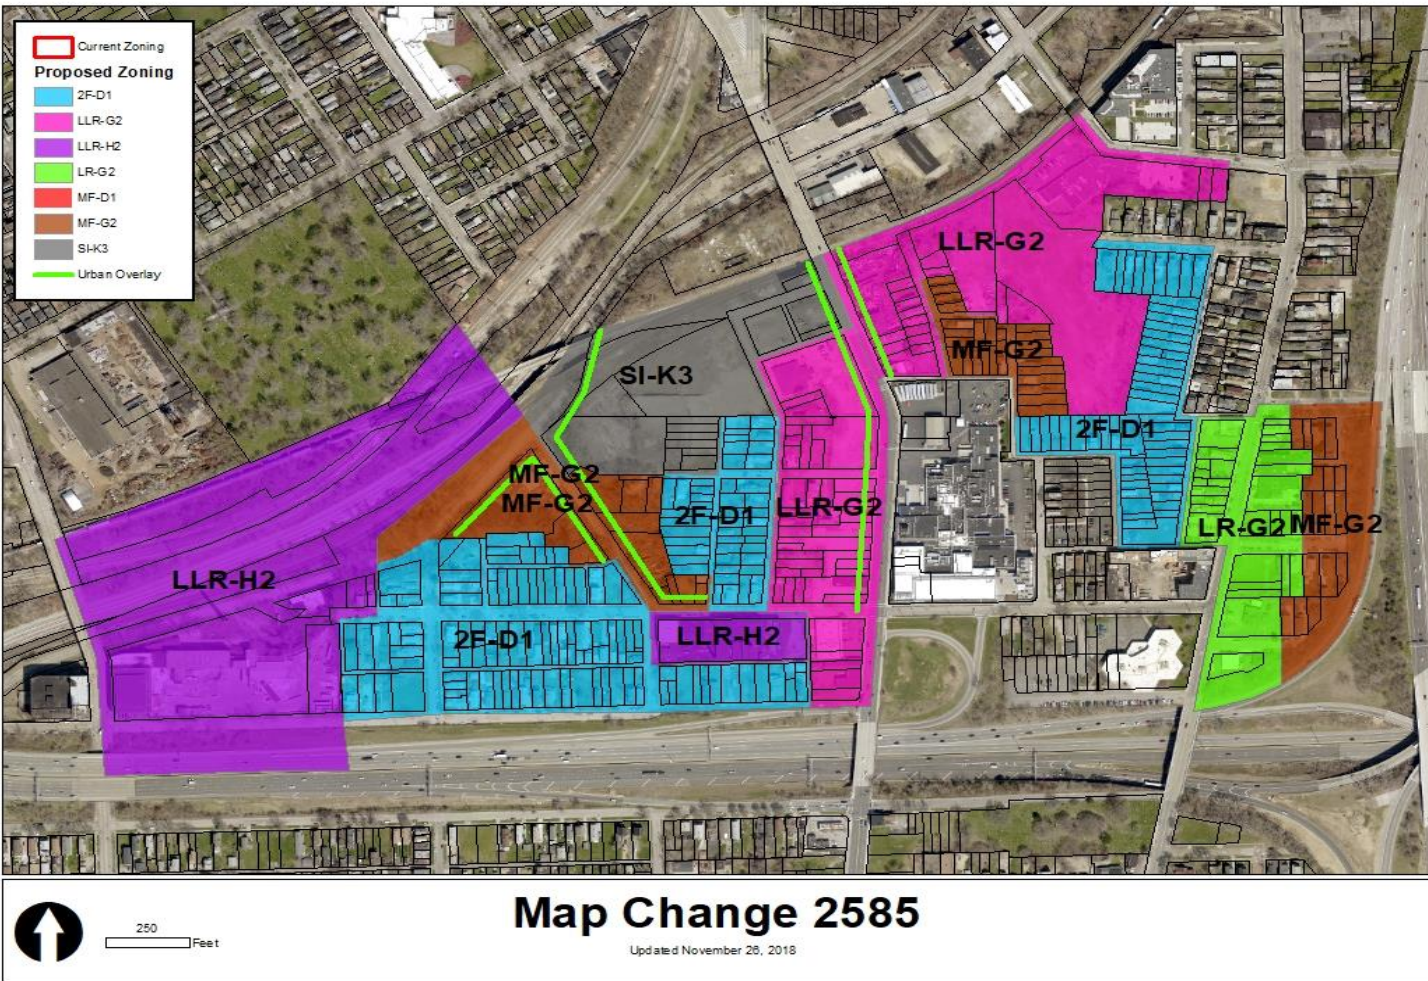 Current Zoning
Proposed Zoning
2F-D1
LLR-G2
LLR-H2
LR-G2
MF-D1
MF-G2
SI-K3
Urban Overlay
LLR-G2
MF-G2
SI-K3
2F-D1
MF-G2
MF-G2
2F-D1
LLR-G2
LR-G2
MF-G2
LLR-H2
2F-D1
LLR-H2
250
Feet
Map Change 2585
Updated November 26, 2018